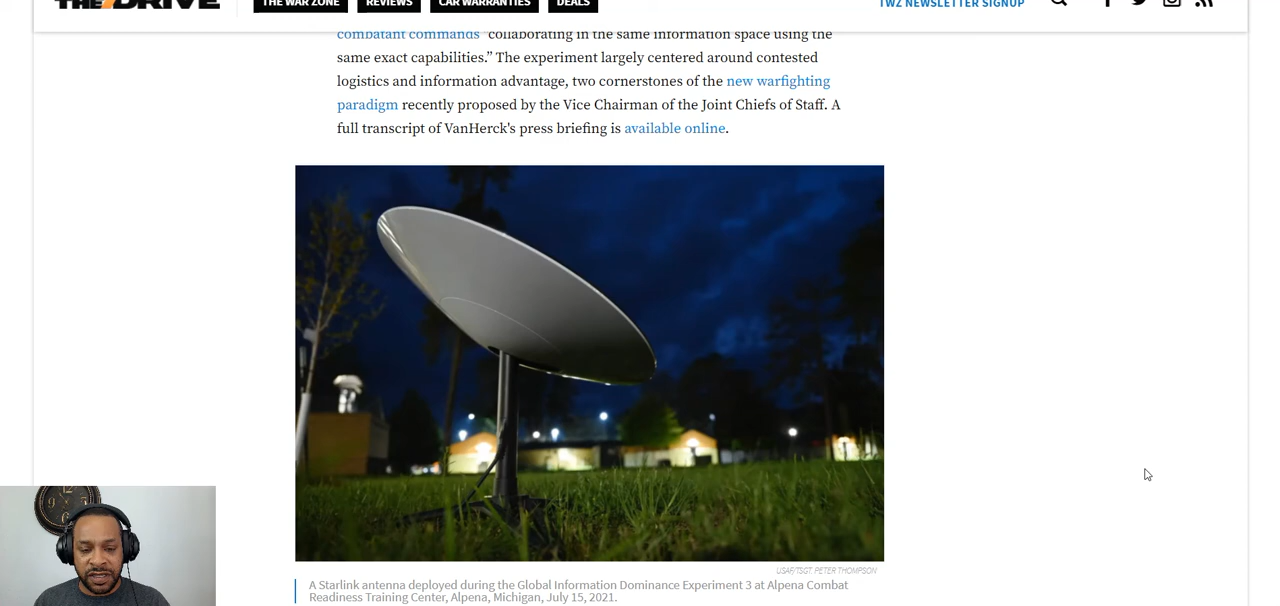 THE DRIVE
THE WAR ZONE
REVIEWS
CAR WARRANTIES
DEALS
TWZ NEWSLETTER SIGNUP
combatant commands “collaborating in the same information space using the
same exact capabilities.” The experiment largely centered around contested
logistics and information advantage, two cornerstones of the new warfighting
paradigm recently proposed by the Vice Chairman of the Joint Chiefs of Staff. A
full transcript of VanHerck's press briefing is available online.
USAF/TSGT. PETER THOMPSON
A Starlink antenna deployed during the Global Information Dominance Experiment 3 at Alpena Combat
Readiness Training Center, Alpena, Michigan, July 15, 2021.